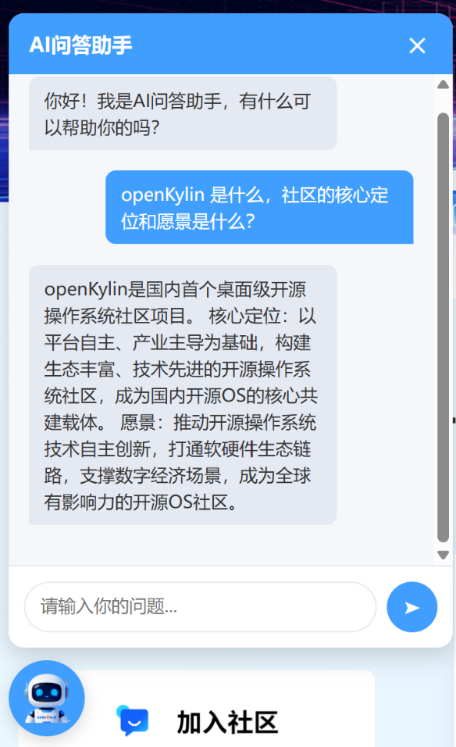 AI问答助手
你好！我是AI问答助手，有什么可
以帮助你的吗？
openKylin 是什么，社区的核心定
位和愿景是什么？
openKylin是国内首个桌面级开源
操作系统社区项目。 核心定位：以
平台自主、产业主导为基础，构建
生态丰富、技术先进的开源操作系
统社区，成为国内开源OS的核心共
建载体。 愿景：推动开源操作系统
技术自主创新，打通软硬件生态链
路，支撑数字经济场景，成为全球
有影响力的开源OS社区。
请输入你的问题...
加入社区